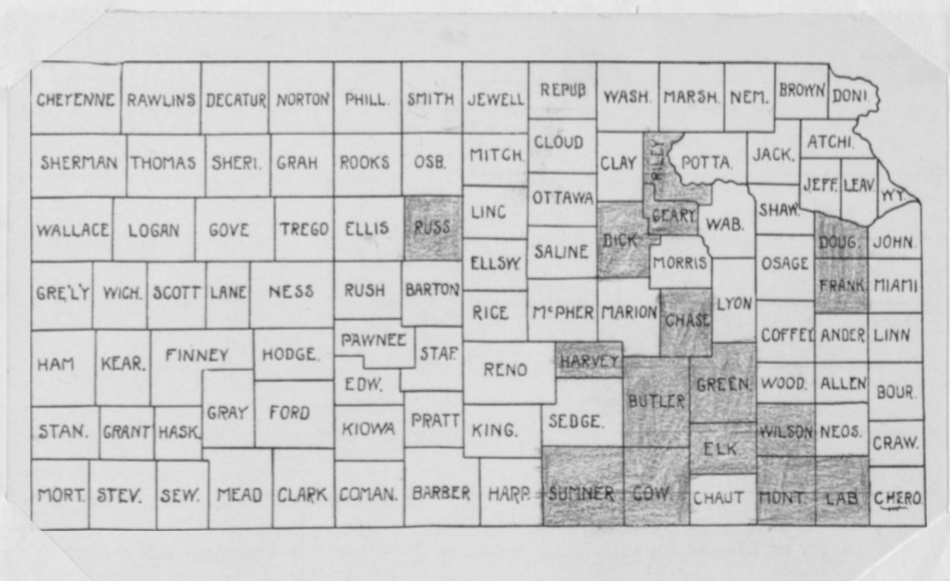 CHEYENNE RAWLINS DECATUR NORTON PHILL. SMITH JEWELL REPUB. WASH. MARSH. NEM. BROWN DONI.
SHERMAN THOMAS SHERI. GRAH ROOKS OSB. MITCH. CLOUD CLAY RILEY POTTA. JACK. ATCHI.
JEFF. LEAV. WY.
WALLACE LOGAN GOVE TREGO ELLIS RUSS LINC OTTAWA DICK. GEARY WAB. SHAW. DOUG. JOHN.
ELLSW. SALINE MORRIS OSAGE
GRE'LY WICH. SCOTT LANE NESS RUSH BARTON FRANK. MIAMI
RICE McPHER MARION CHASE LYON
HAM KEAR. FINNEY HODGE. PAWNEE STAF. COFFEY ANDER LINN
EDW. RENO HARVEY BUTLER GREEN. WOOD. ALLEN BOUR.
STAN. GRANT HASK. GRAY FORD KIOWA PRATT KING. SEDGE. ELK WILSON NEOS. CRAW.
MORT. STEV. SEW. MEAD CLARK COMAN. BARBER HARP. SUMNER COW. CHAUT MONT. LAB. CHERO.